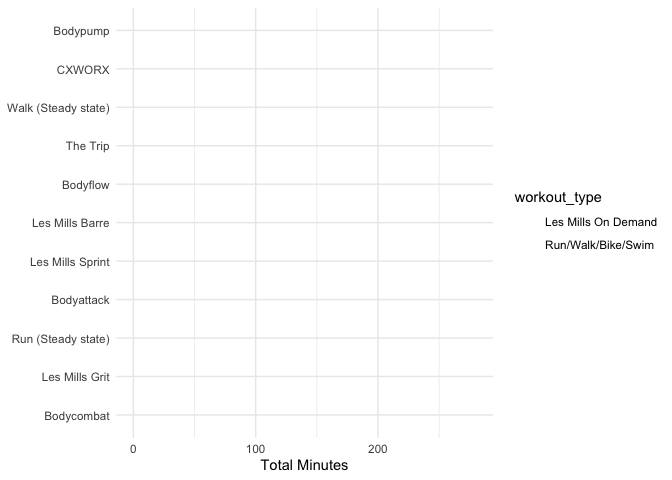 Bodypump
CXWORX
Walk (Steady state)
The Trip
Bodyflow
Les Mills Barre
Les Mills Sprint
Bodyattack
Run (Steady state)
Les Mills Grit
Bodycombat
0 100 200
Total Minutes
workout_type
Les Mills On Demand
Run/Walk/Bike/Swim